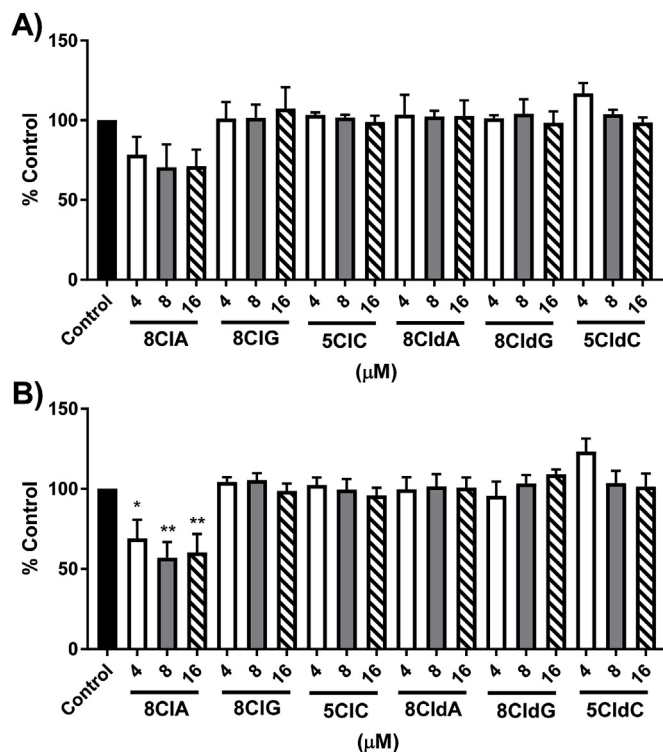 A)
150
100
50
0
% Control
Control 4 8 16 4 8 16 4 8 16 4 8 16 4 8 16 4 8 16
8ClA 8ClG 5ClC 8CldA 8CldG 5CldC
(µM)
B)
150
100
50
0
% Control
* ** **
Control 4 8 16 4 8 16 4 8 16 4 8 16 4 8 16 4 8 16
8ClA 8ClG 5ClC 8CldA 8CldG 5CldC
(µM)